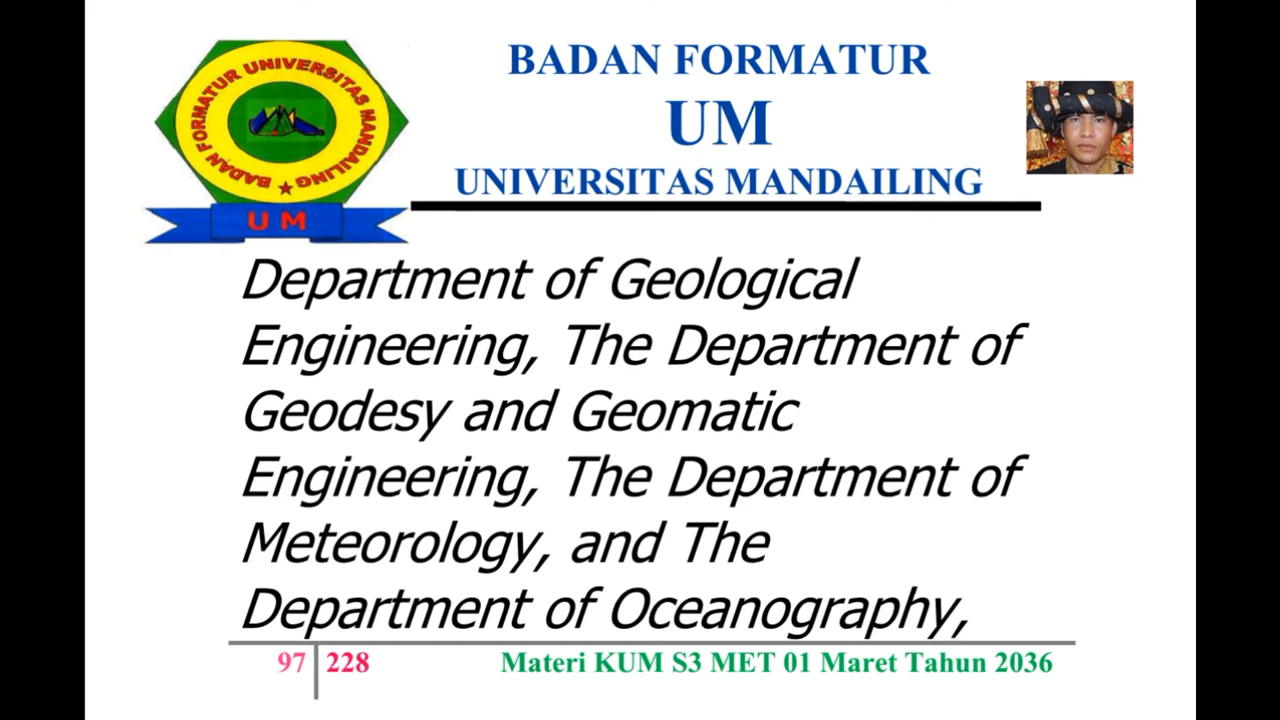 BADAN FORMATUR UNIVERSITAS MANDAILING
U M
BADAN FORMATUR
UM
UNIVERSITAS MANDAILING
Department of Geological
Engineering, The Department of
Geodesy and Geomatic
Engineering, The Department of
Meteorology, and The
Department of Oceanography,
97 228 Materi KUM S3 MET 01 Maret Tahun 2036